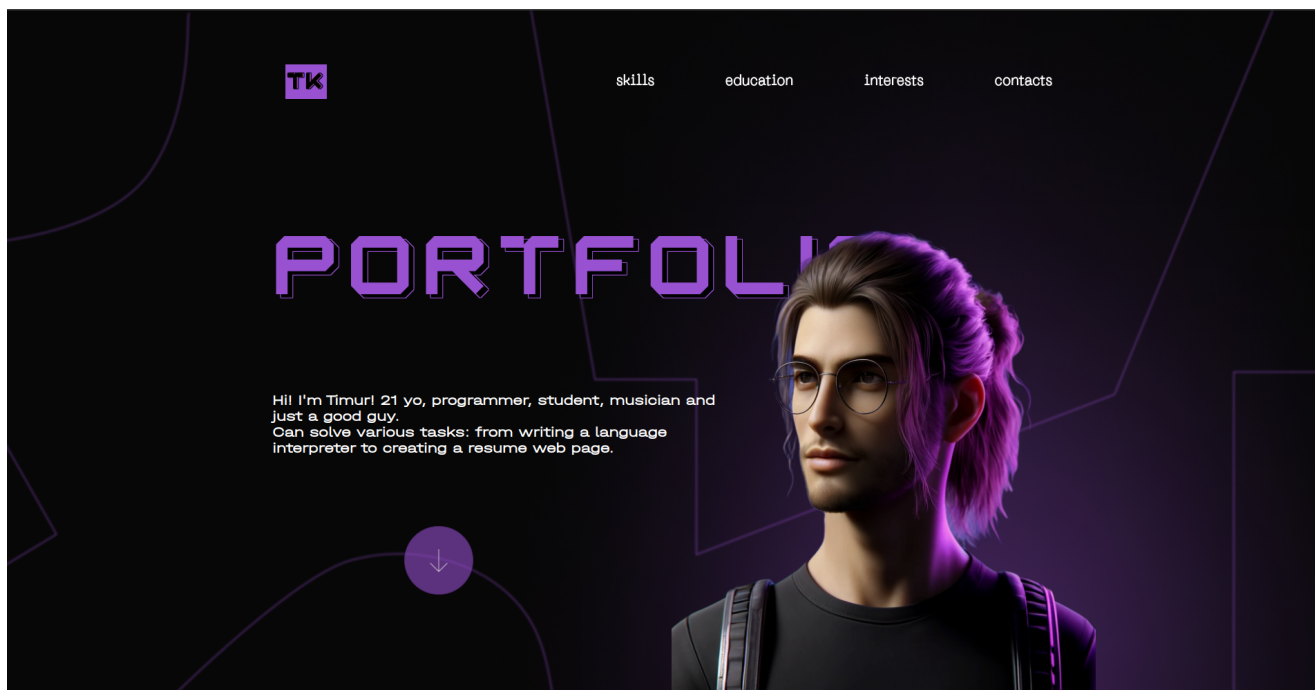 TK
skills education interests contacts
PORTFOLI
Hi! I'm Timur! 21 yo, programmer, student, musician and
just a good guy.
Can solve various tasks: from writing a language
interpreter to creating a resume web page.